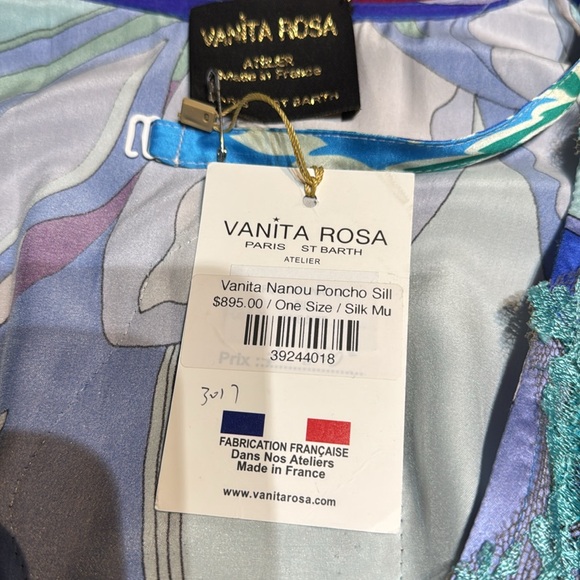 VANITA ROSA
ATELIER
Made in France
ST BARTH
VANITA ROSA
PARIS ST BARTH
ATELIER
Vanita Nanou Poncho Sill
$895.00 / One Size / Silk Mu
39244018
Prix :
3017
FABRICATION FRANÇAISE
Dans Nos Ateliers
Made in France
www.vanitarosa.com